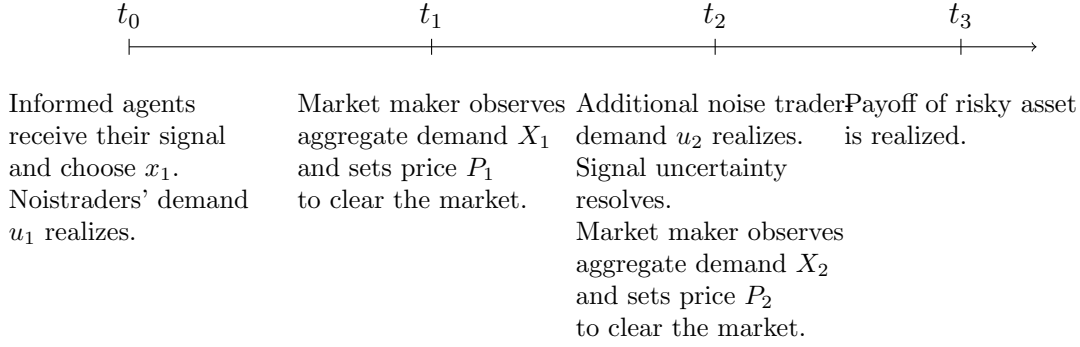 t₀ t₁ t₂ t₃
Informed agents
receive their signal
and choose x₁.
Noistraders' demand
u₁ realizes.
Market maker observes
aggregate demand X₁
and sets price P₁
to clear the market.
Additional noise trader
demand u₂ realizes.
Signal uncertainty
resolves.
Market maker observes
aggregate demand X₂
and sets price P₂
to clear the market.
Payoff of risky asset
is realized.